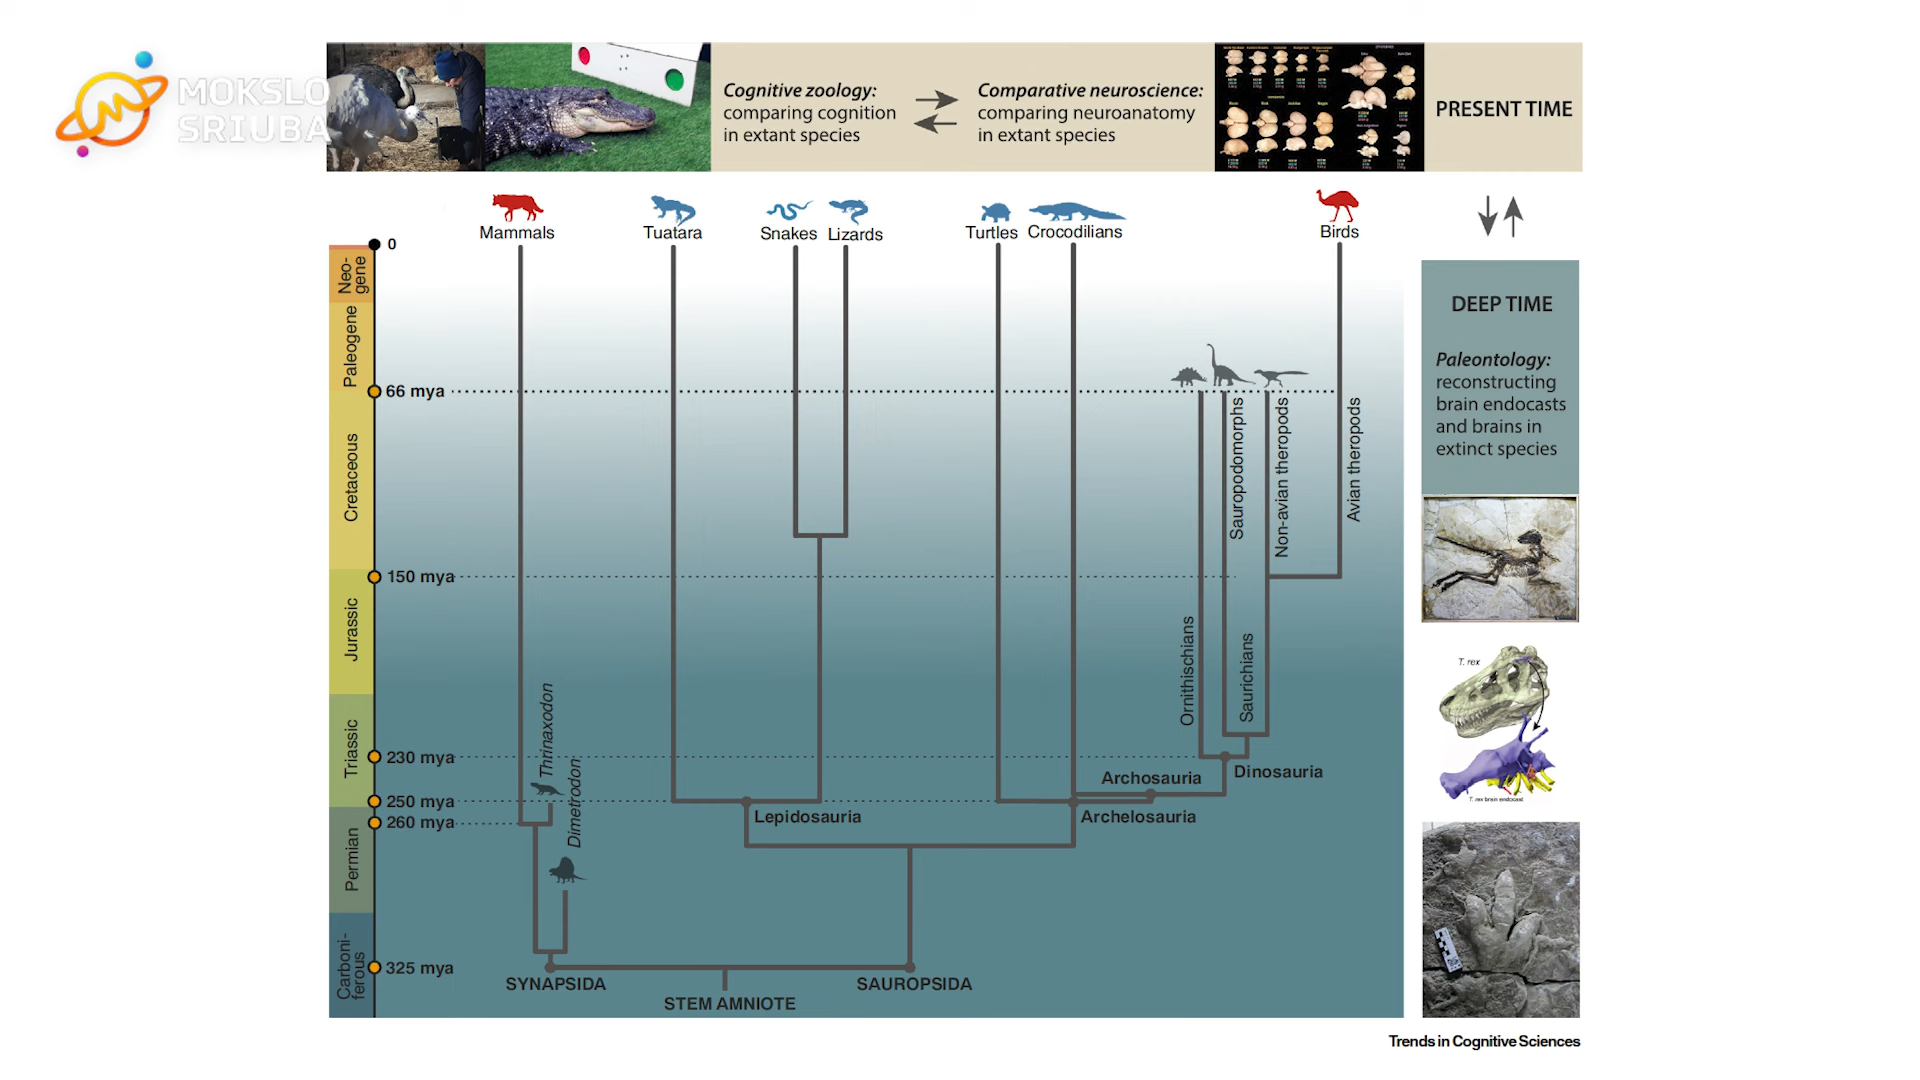 MOKSLO
SRIUBA
Cognitive zoology:
comparing cognition
in extant species
Comparative neuroscience:
comparing neuroanatomy
in extant species
PRESENT TIME
Mammals
Tuatara
Snakes
Lizards
Turtles
Crocodilians
Birds
0
Neo-
gene
Paleogene
66 mya
Cretaceous
150 mya
Jurassic
Triassic
230 mya
250 mya
260 mya
Permian
Carboni-
ferous
325 mya
Thrinaxodon
Dimetrodon
Lepidosauria
Archosauria
Archelosauria
Dinosauria
Ornithischians
Saurichians
Sauropodomorphs
Non-avian theropods
Avian theropods
SYNAPSIDA
STEM AMNIOTE
SAUROPSIDA
DEEP TIME
Paleontology:
reconstructing
brain endocasts
and brains in
extinct species
T. rex
T. rex brain endocast
Trends in Cognitive Sciences